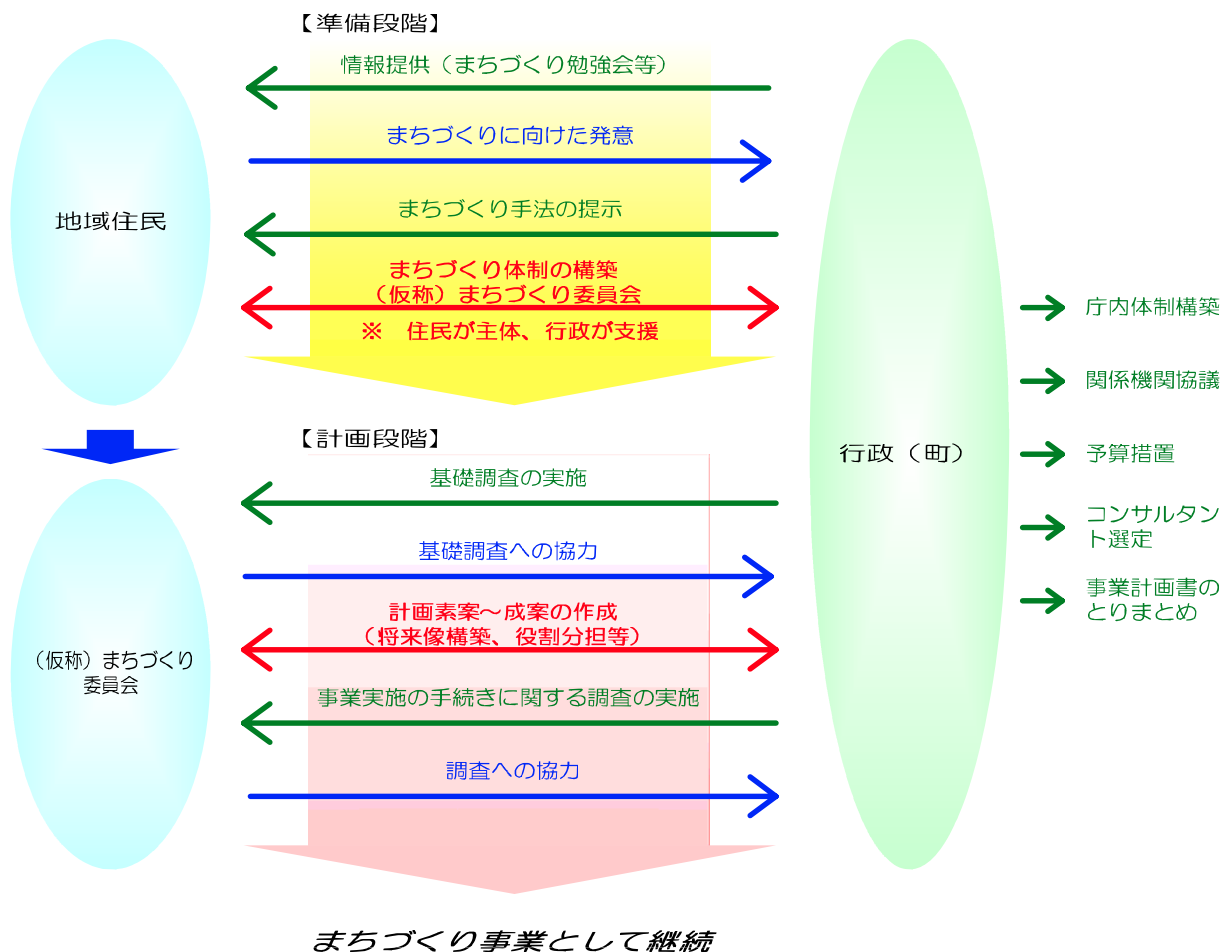 【準備段階】
情報提供（まちづくり勉強会等）
まちづくりに向けた発意
まちづくり手法の提示
まちづくり体制の構築
（仮称）まちづくり委員会
※　住民が主体、行政が支援
地域住民
【計画段階】
基礎調査の実施
基礎調査への協力
計画素案～成案の作成
（将来像構築、役割分担等）
事業実施の手続きに関する調査の実施
調査への協力
（仮称）まちづくり
委員会
行政（町）
庁内体制構築
関係機関協議
予算措置
コンサルタン
ト選定
事業計画書の
とりまとめ
まちづくり事業として継続